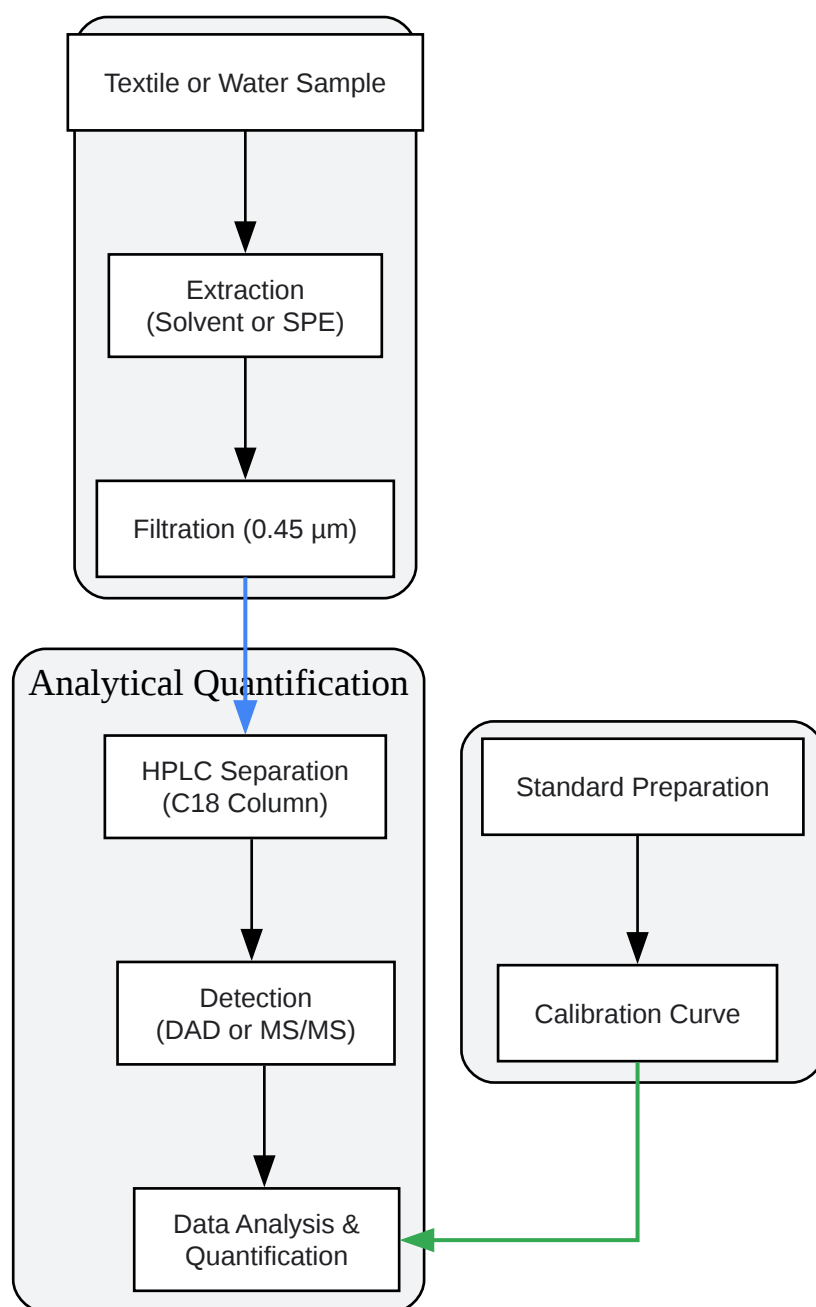 Textile or Water Sample
Extraction
(Solvent or SPE)
Filtration (0.45 µm)
Analytical Quantification
HPLC Separation
(C18 Column)
Detection
(DAD or MS/MS)
Data Analysis &
Quantification
Standard Preparation
Calibration Curve